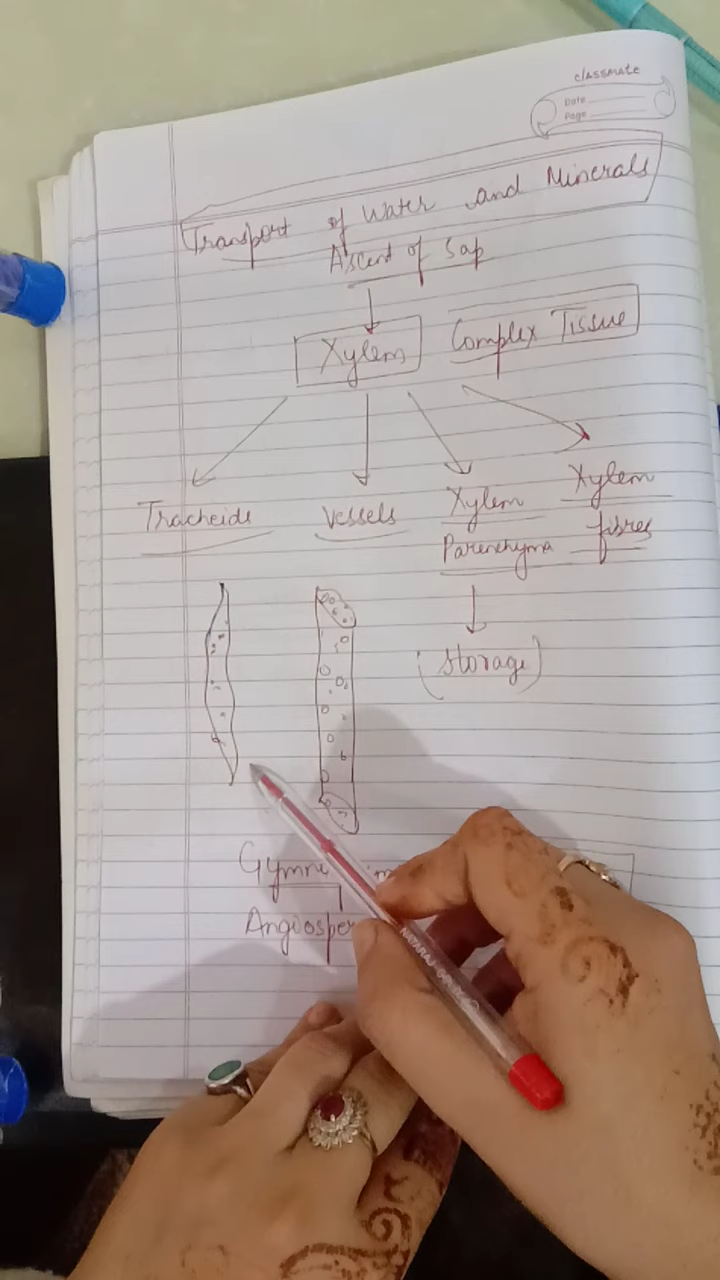 classmate
Date
Page
Transport of Water and Minerals
Ascent of Sap
Xylem Complex Tissue
Tracheids Vessels Xylem Parenchyma Xylem fibres
(Storage)
NATARAJ